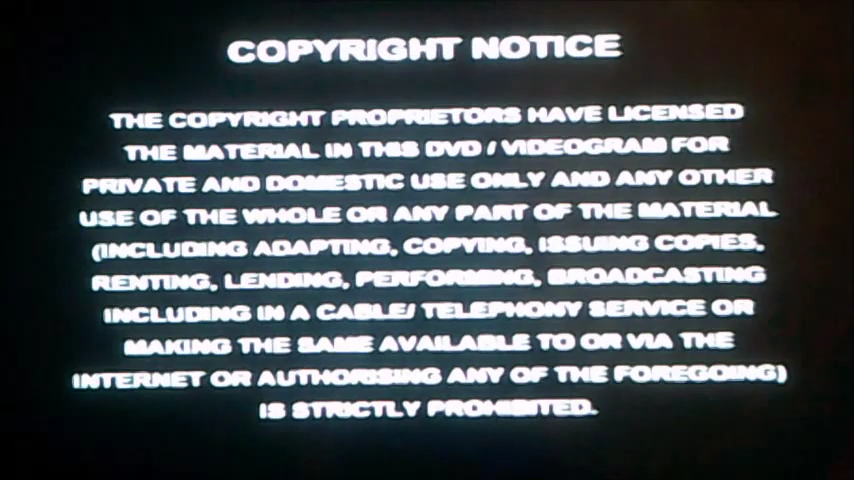 COPYRIGHT NOTICE
THE COPYRIGHT PROPRIETORS HAVE LICENSED
THE MATERIAL IN THIS DVD / VIDEOGRAM FOR
PRIVATE AND DOMESTIC USE ONLY AND ANY OTHER
USE OF THE WHOLE OR ANY PART OF THE MATERIAL
(INCLUDING ADAPTING, COPYING, ISSUING COPIES,
RENTING, LENDING, PERFORMING, BROADCASTING
INCLUDING IN A CABLE/ TELEPHONY SERVICE OR
MAKING THE SAME AVAILABLE TO OR VIA THE
INTERNET OR AUTHORISING ANY OF THE FOREGOING)
IS STRICTLY PROHIBITED.